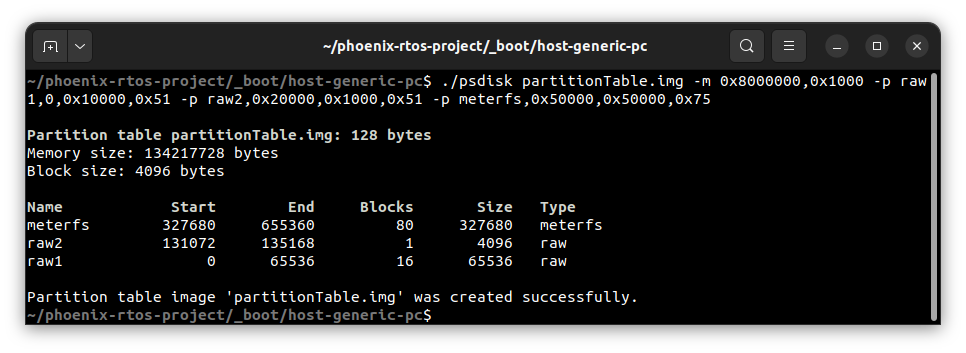 ~/phoenix-rtos-project/_boot/host-generic-pc
~/phoenix-rtos-project/_boot/host-generic-pc$ ./psdisk partitionTable.img -m 0x8000000,0x1000 -p raw
1,0,0x10000,0x51 -p raw2,0x20000,0x1000,0x51 -p meterfs,0x50000,0x50000,0x75
Partition table partitionTable.img: 128 bytes
Memory size: 134217728 bytes
Block size: 4096 bytes
Name Start End Blocks Size Type
meterfs 327680 655360 80 327680 meterfs
raw2 131072 135168 1 4096 raw
raw1 0 65536 16 65536 raw
Partition table image 'partitionTable.img' was created successfully.
~/phoenix-rtos-project/_boot/host-generic-pc$